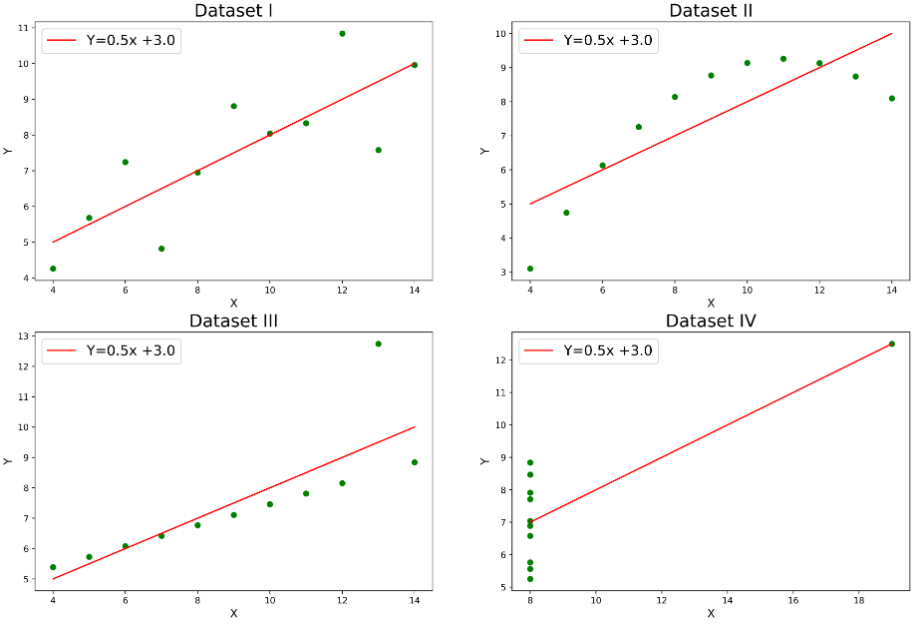 Dataset I
Y=0.5x +3.0
11
10
9
8
7
6
5
4
Y
4 6 8 10 12 14
X
Dataset II
Y=0.5x +3.0
10
9
8
7
6
5
4
3
Y
4 6 8 10 12 14
X
Dataset III
Y=0.5x +3.0
13
12
11
10
9
8
7
6
5
Y
4 6 8 10 12 14
X
Dataset IV
Y=0.5x +3.0
12
11
10
9
8
7
6
5
Y
8 10 12 14 16 18
X